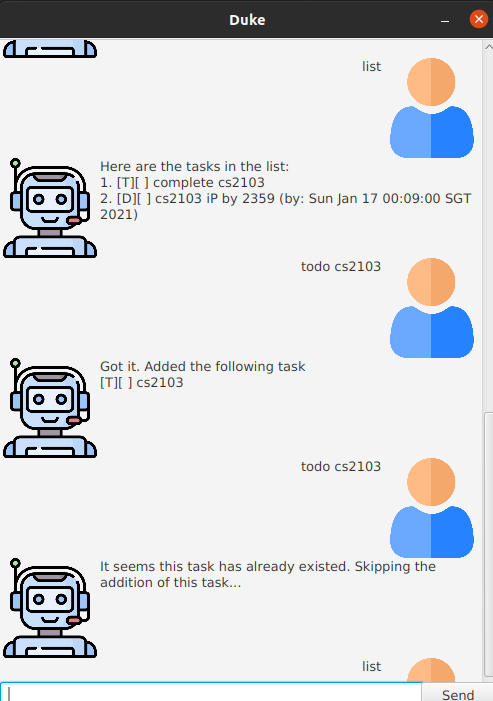 Duke
list
Here are the tasks in the list:
1. [T][ ] complete cs2103
2. [D][ ] cs2103 iP by 2359 (by: Sun Jan 17 00:09:00 SGT
2021)
todo cs2103
Got it. Added the following task
[T][ ] cs2103
todo cs2103
It seems this task has already existed. Skipping the
addition of this task...
list
Send